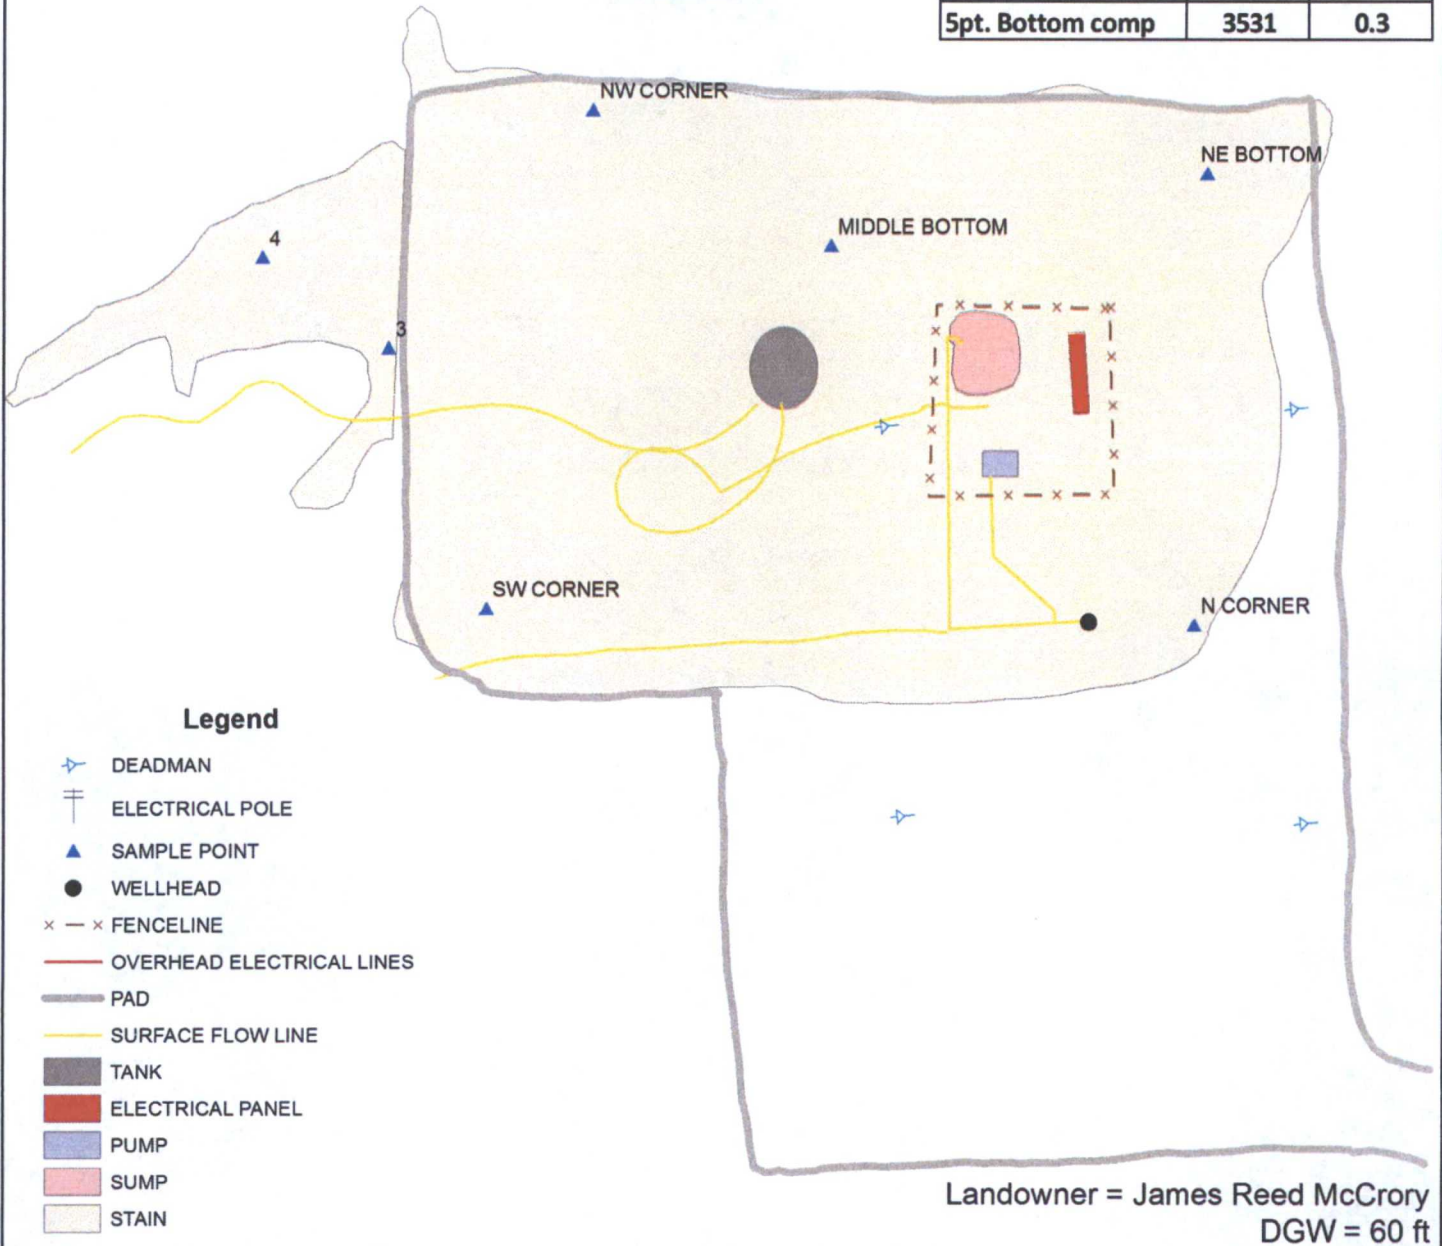 5pt. Bottom comp 3531 0.3
NW CORNER
NE BOTTOM
MIDDLE BOTTOM
4
3
SW CORNER
N CORNER
Legend
DEADMAN
ELECTRICAL POLE
SAMPLE POINT
WELLHEAD
FENCELINE
OVERHEAD ELECTRICAL LINES
PAD
SURFACE FLOW LINE
TANK
ELECTRICAL PANEL
PUMP
SUMP
STAIN
Landowner = James Reed McCrory
DGW = 60 ft